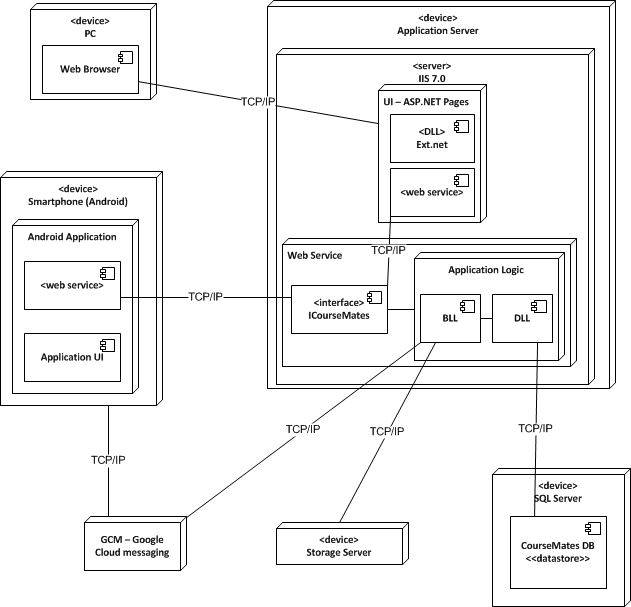 <device>
PC
Web Browser
TCP/IP
<device>
Application Server
<server>
IIS 7.0
UI – ASP.NET Pages
<DLL>
Ext.net
<web service>
<device>
Smartphone (Android)
Android Application
<web service>
Application UI
TCP/IP
TCP/IP
Web Service
<interface>
ICourseMates
Application Logic
BLL
DLL
TCP/IP
TCP/IP
TCP/IP
TCP/IP
GCM – Google
Cloud messaging
<device>
Storage Server
<device>
SQL Server
CourseMates DB
<<datastore>>